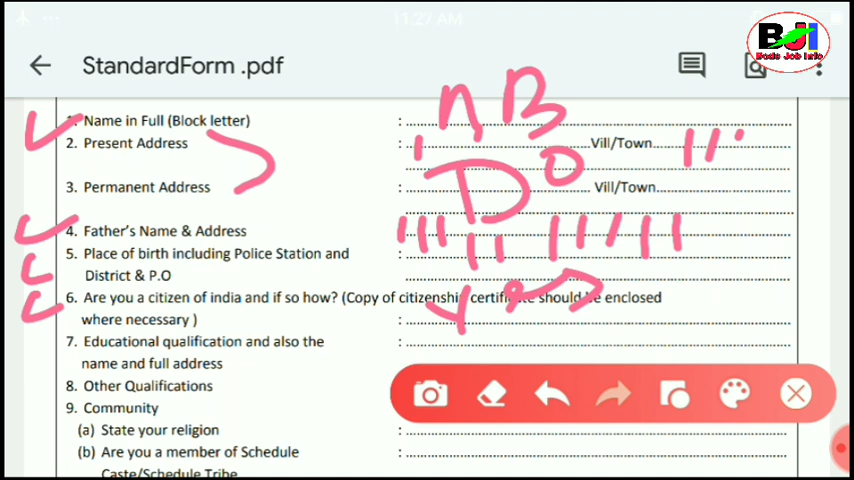 11:27 AM
BJI
Bodo Job Info
StandardForm .pdf
1. Name in Full (Block letter) :
2. Present Address : Vill/Town
3. Permanent Address : Vill/Town
4. Father's Name & Address :
5. Place of birth including Police Station and :
District & P.O
6. Are you a citizen of india and if so how? (Copy of citizenship certificate should be enclosed
where necessary ) :
7. Educational qualification and also the :
name and full address
8. Other Qualifications
9. Community
(a) State your religion :
(b) Are you a member of Schedule :
Caste/Schedule Tribe